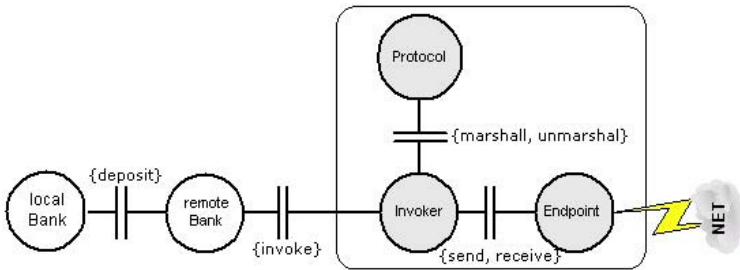 Protocol
{marshall, unmarshal}
{deposit}
local
Bank
remote
Bank
Invoker
Endpoint
NET
{invoke}
{send, receive}